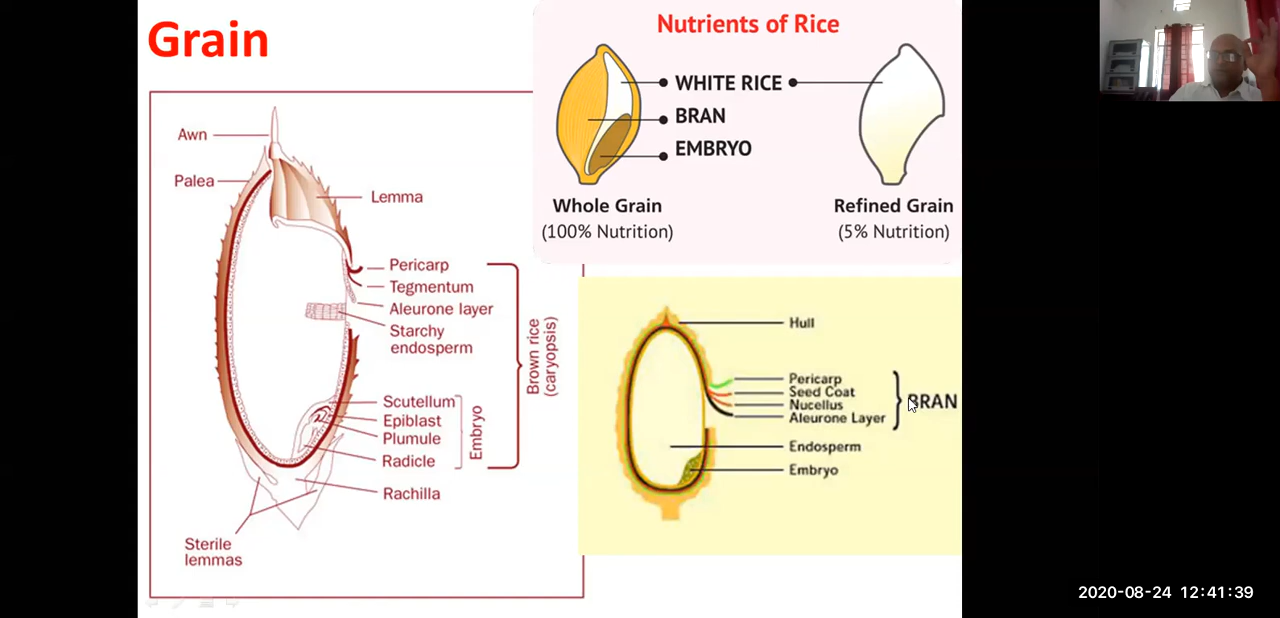 Grain
Awn
Palea
Lemma
Pericarp
Tegmentum
Aleurone layer
Starchy
endosperm
Brown rice
(caryopsis)
Scutellum
Epiblast
Plumule
Radicle
Embryo
Rachilla
Sterile
lemmas
Nutrients of Rice
WHITE RICE
BRAN
EMBRYO
Whole Grain
(100% Nutrition)
Refined Grain
(5% Nutrition)
Hull
Pericarp
Seed Coat
Nucellus
Aleurone Layer
BRAN
Endosperm
Embryo
2020-08-24 12:41:39